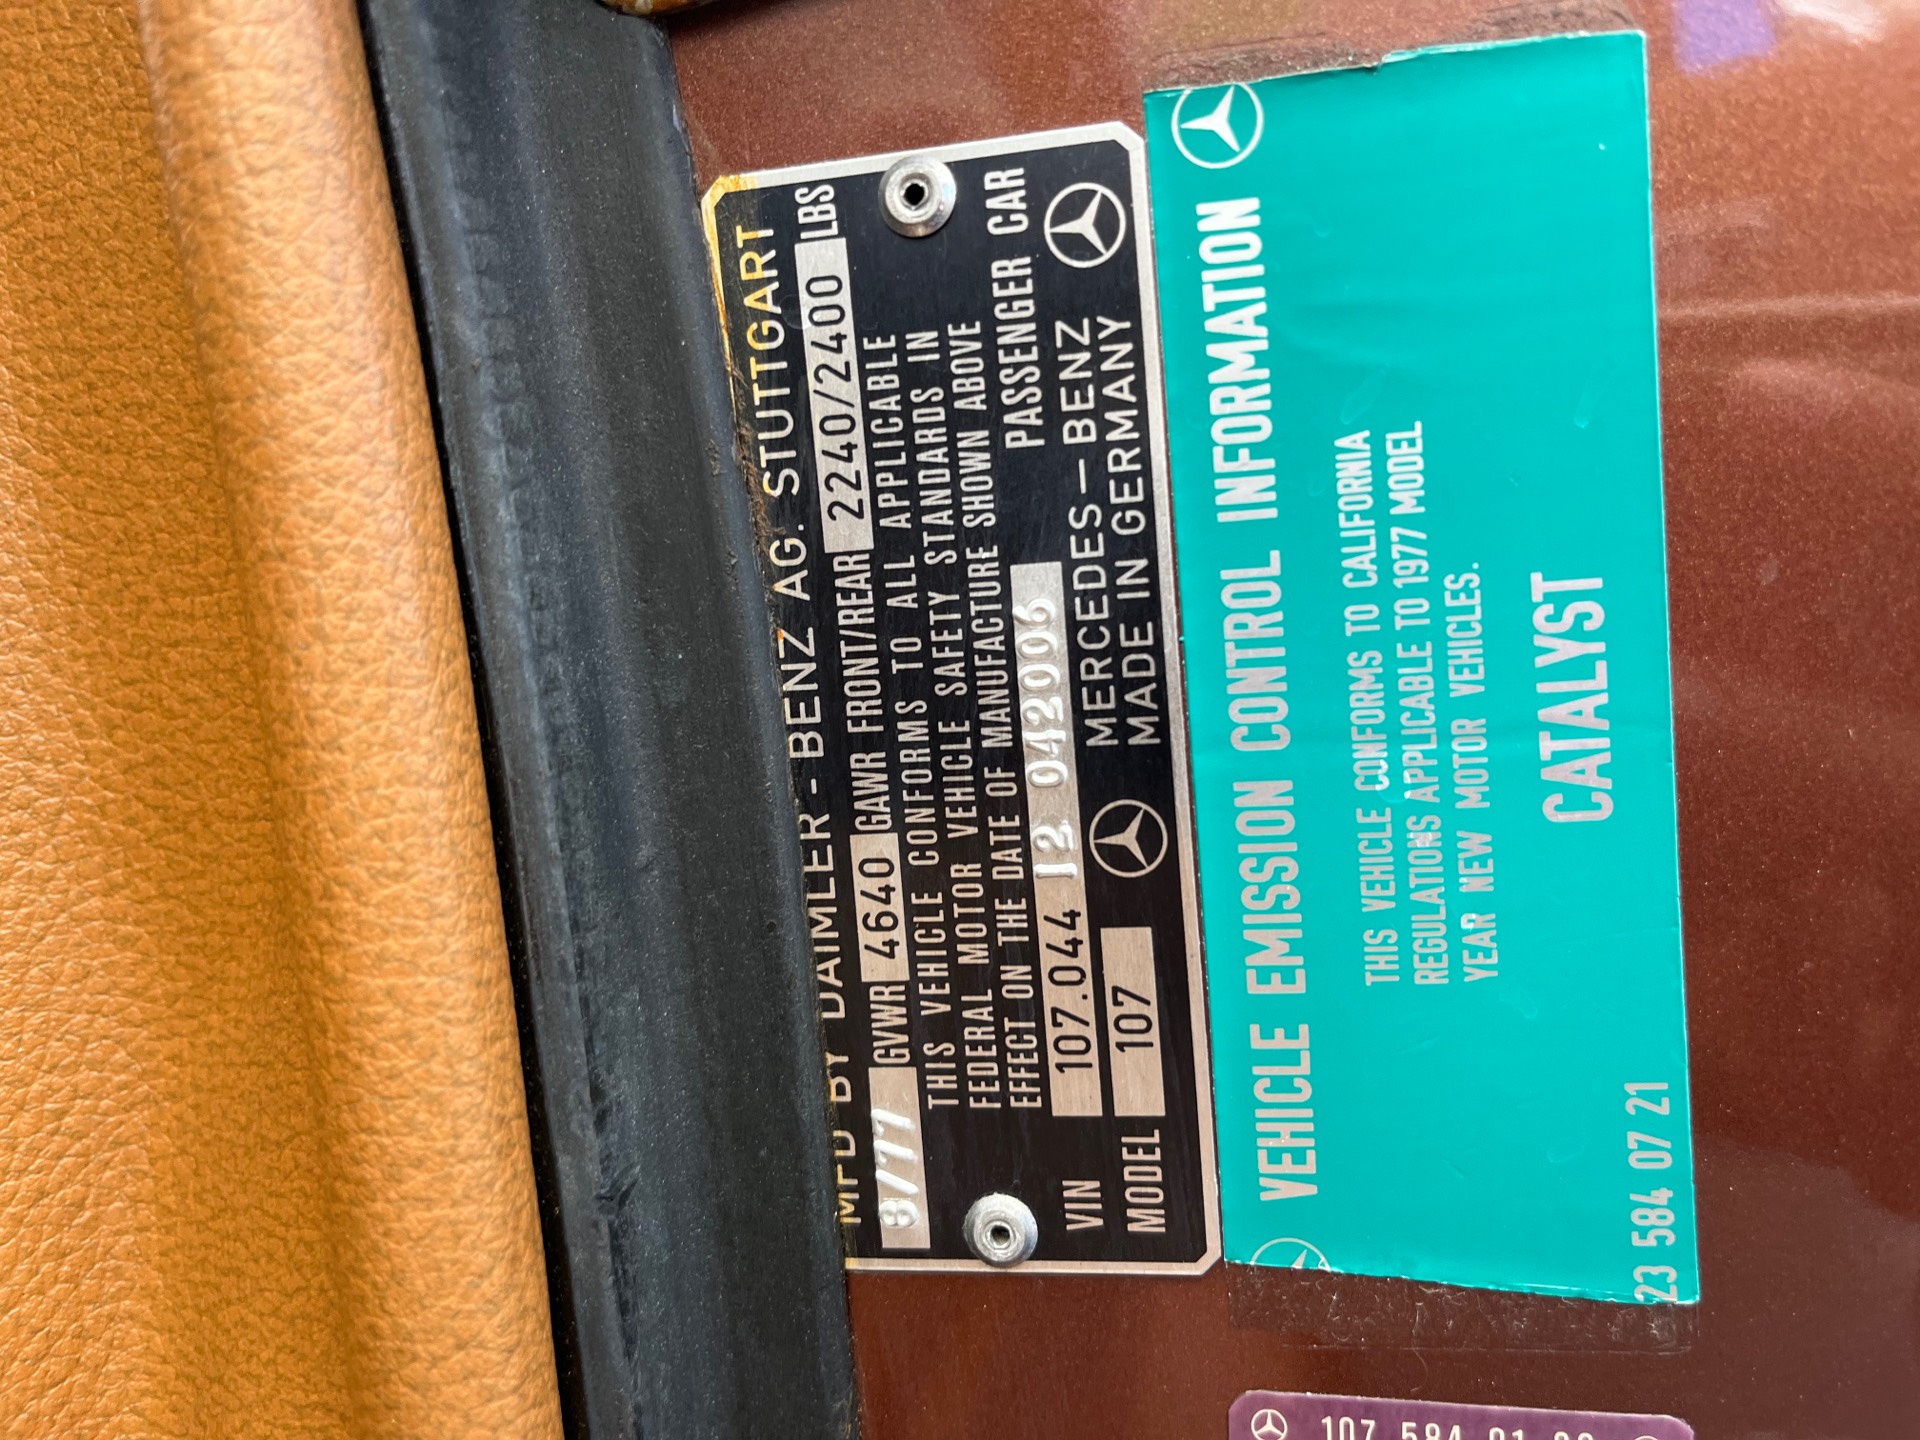 MFD BY DAIMLER-BENZ AG. STUTTGART
8/77 GVWR 4640 GAWR FRONT/REAR 2240/2400 LBS
THIS VEHICLE CONFORMS TO ALL APPLICABLE
FEDERAL MOTOR VEHICLE SAFETY STANDARDS IN
EFFECT ON THE DATE OF MANUFACTURE SHOWN ABOVE
VIN 107.044 12 042006 PASSENGER CAR
MODEL 107 MERCEDES-BENZ
MADE IN GERMANY
VEHICLE EMISSION CONTROL INFORMATION
THIS VEHICLE CONFORMS TO CALIFORNIA
REGULATIONS APPLICABLE TO 1977 MODEL
YEAR NEW MOTOR VEHICLES.
CATALYST
23 584 07 21
107 584